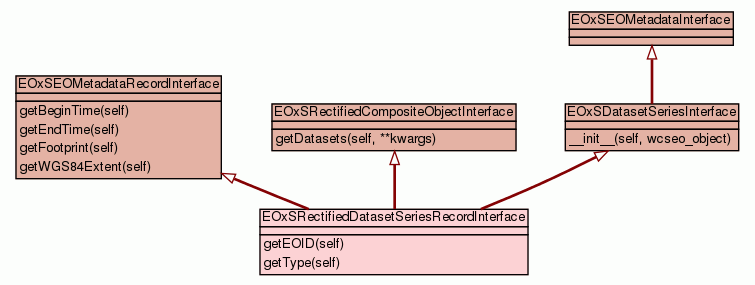 EOxSEOMetadataInterface
EOxSEOMetadataRecordInterface
getBeginTime(self)
getEndTime(self)
getFootprint(self)
getWGS84Extent(self)
EOxSRectifiedCompositeObjectInterface
getDatasets(self, **kwargs)
EOxSDatasetSeriesInterface
__init__(self, wcseo_object)
EOxSRectifiedDatasetSeriesRecordInterface
getEOID(self)
getType(self)